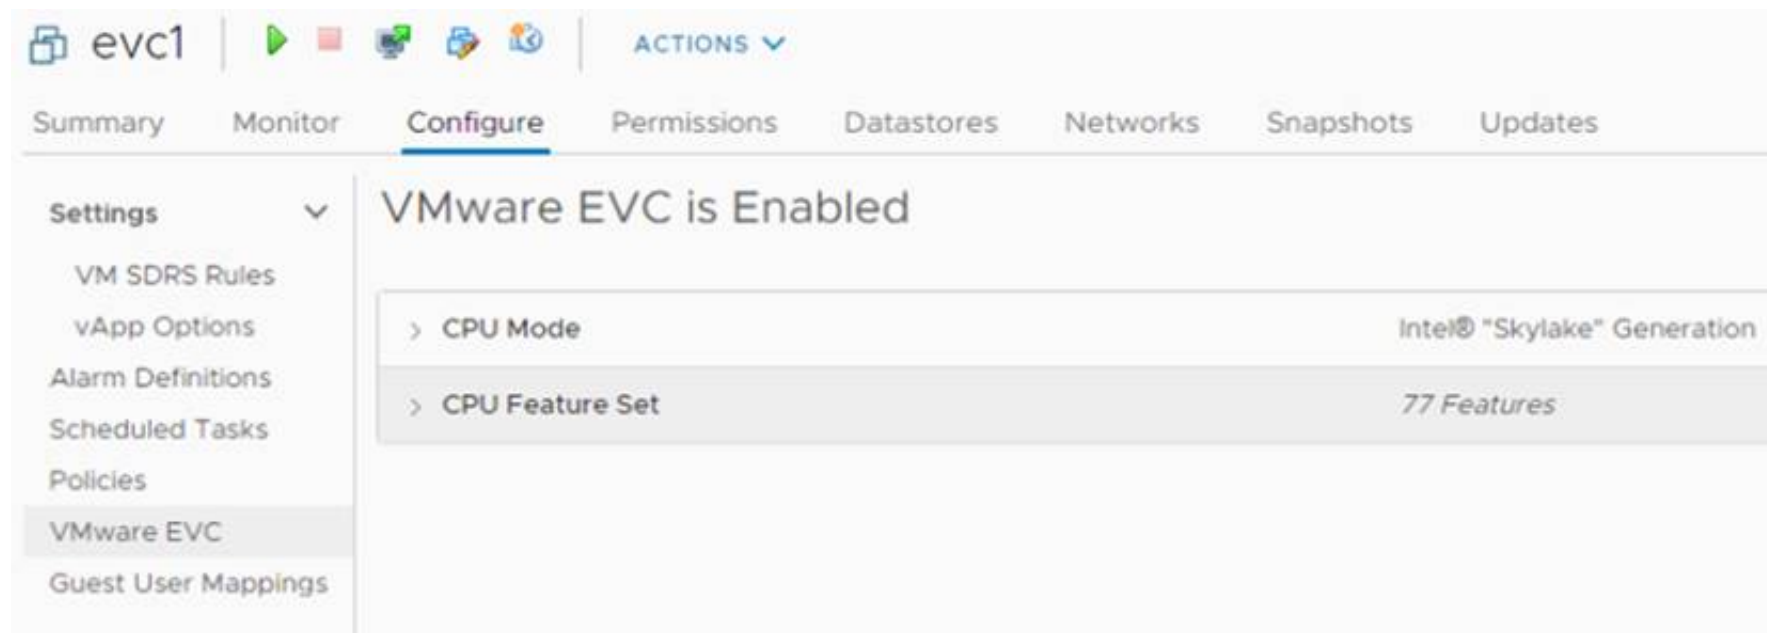 evc1 ACTIONS
Summary Monitor Configure Permissions Datastores Networks Snapshots Updates
Settings
VM SDRS Rules
vApp Options
Alarm Definitions
Scheduled Tasks
Policies
VMware EVC
Guest User Mappings
VMware EVC is Enabled
CPU Mode Intel® "Skylake" Generation
CPU Feature Set 77 Features